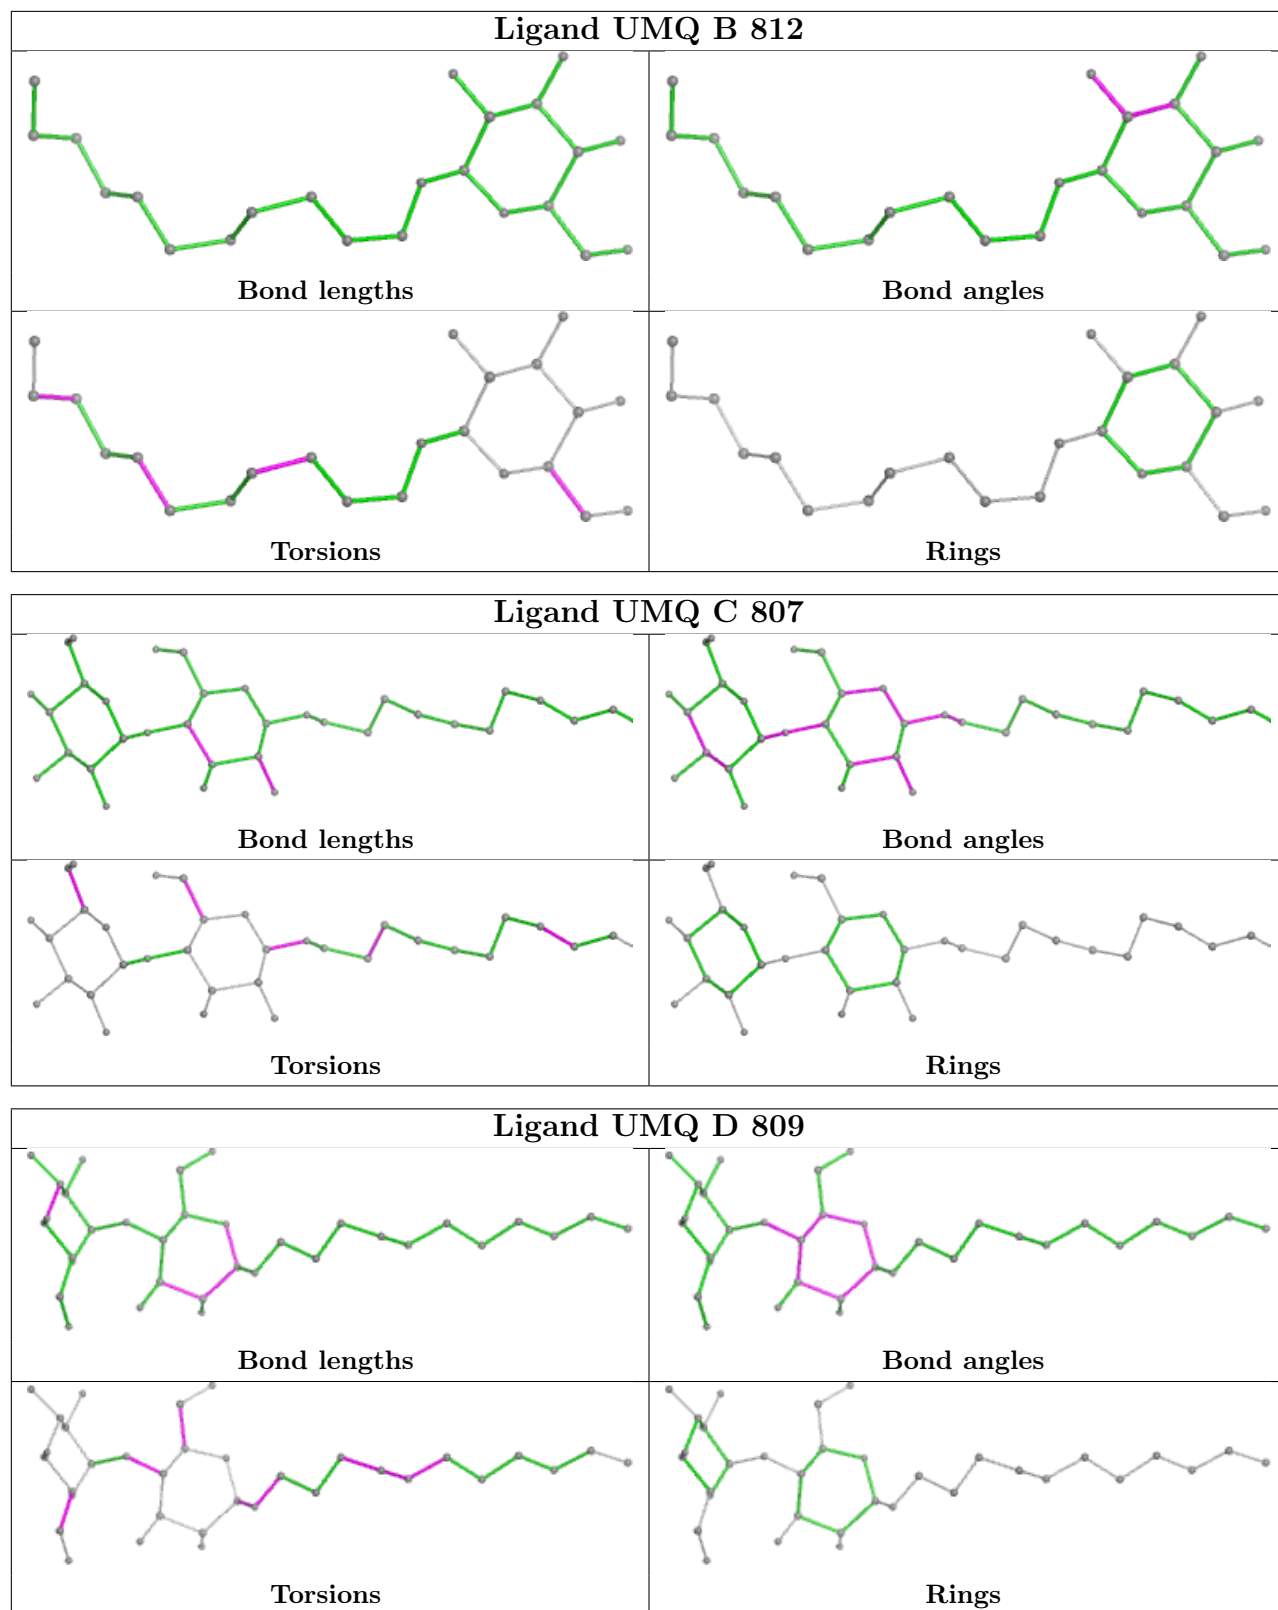 Ligand UMQ B 812
Bond lengths
Bond angles
Torsions
Rings
Ligand UMQ C 807
Bond lengths
Bond angles
Torsions
Rings
Ligand UMQ D 809
Bond lengths
Bond angles
Torsions
Rings